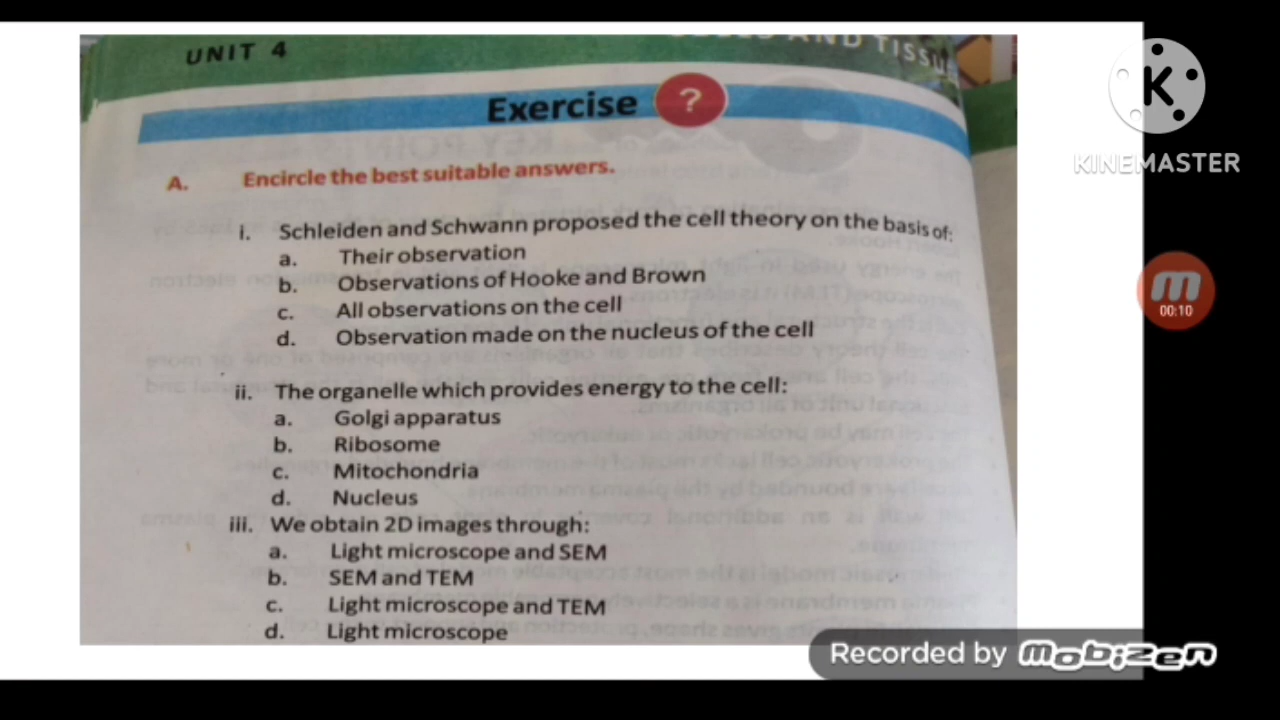 UNIT 4
AND TISSU
Exercise ?
A. Encircle the best suitable answers.
i. Schleiden and Schwann proposed the cell theory on the basis of:
a. Their observation
b. Observations of Hooke and Brown
c. All observations on the cell
d. Observation made on the nucleus of the cell
ii. The organelle which provides energy to the cell:
a. Golgi apparatus
b. Ribosome
c. Mitochondria
d. Nucleus
iii. We obtain 2D images through:
a. Light microscope and SEM
b. SEM and TEM
c. Light microscope and TEM
d. Light microscope
K
KINEMASTER
m
00:10
Recorded by Mobizen